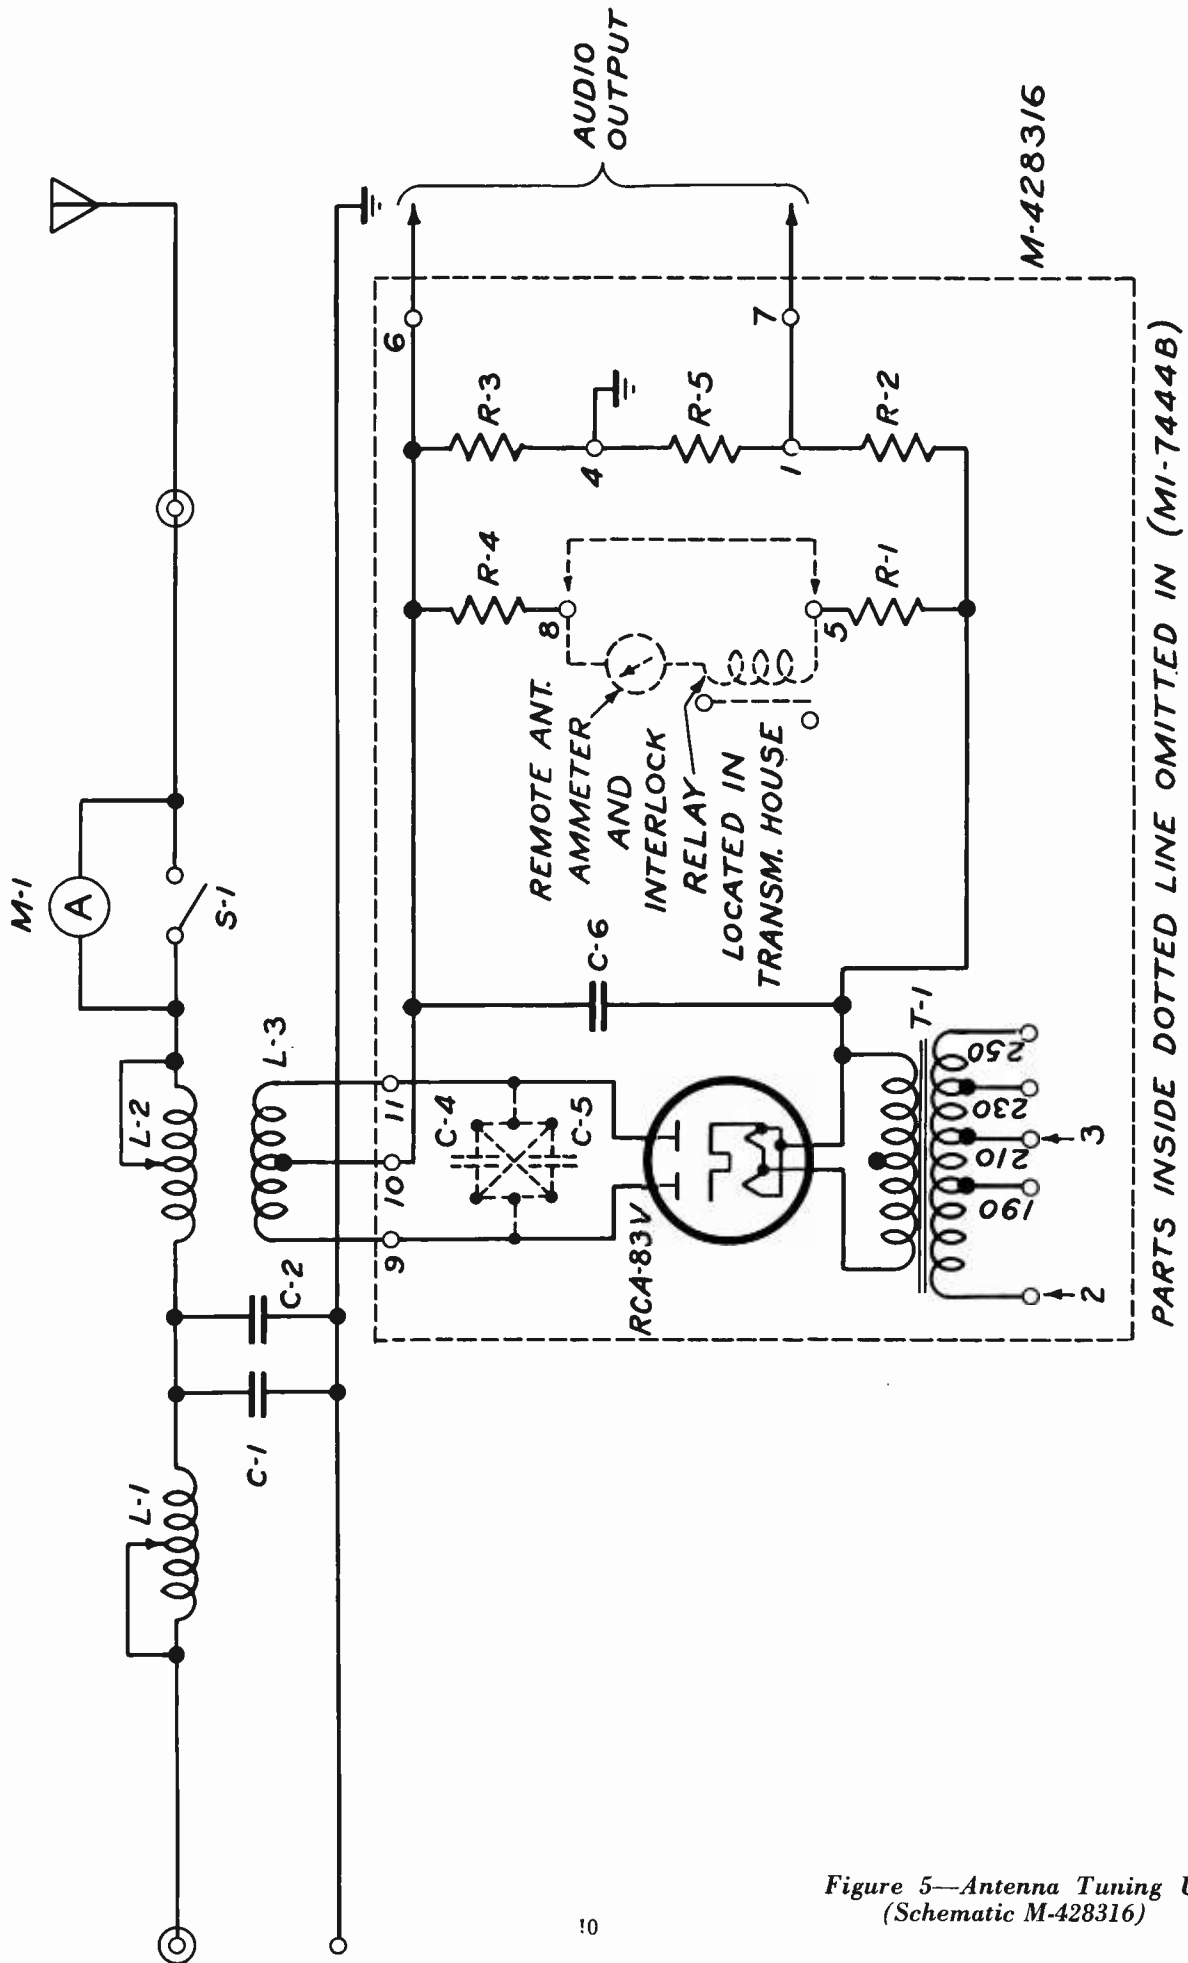 M-1
A
S-1
L-1
L-2
L-3
C-1
C-2
9
10
11
C-4
C-5
RCA-83V
C-6
T-1
2
190
210
230
250
3
REMOTE ANT.
AMMETER
AND
INTERLOCK
RELAY
LOCATED IN
TRANSM. HOUSE
R-4
8
5
R-1
R-3
4
R-5
1
R-2
6
7
AUDIO
OUTPUT
M-428316
PARTS INSIDE DOTTED LINE OMITTED IN (MI-7444B)
Figure 5—Antenna Tuning
(Schematic M-428316)